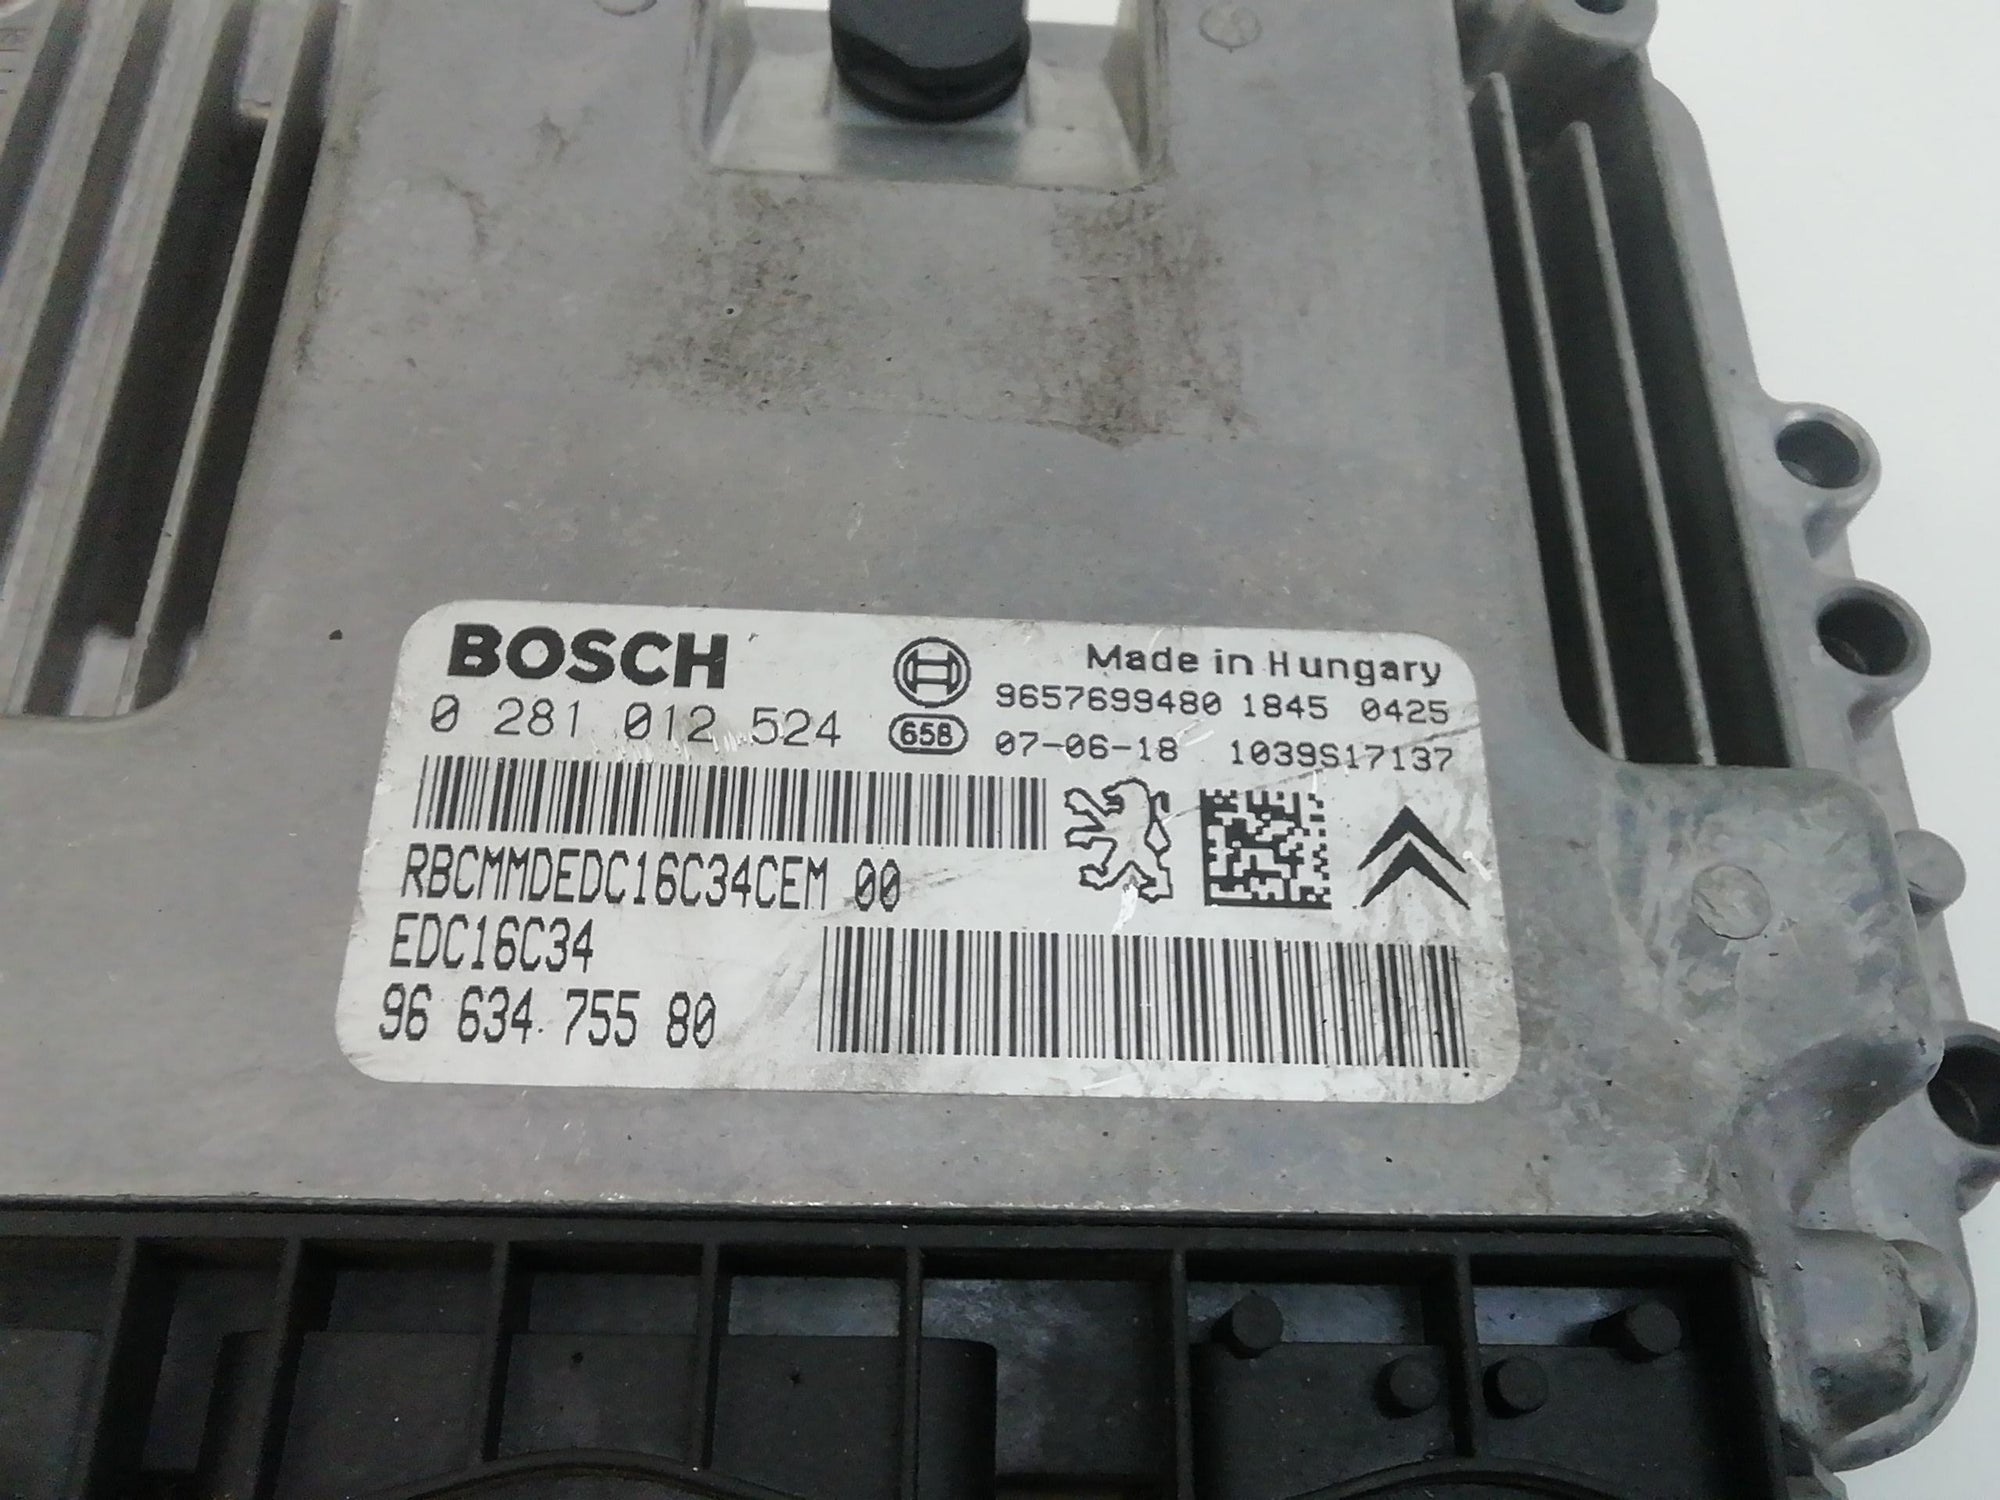 BOSCH
0 281 012 524
658
Made in Hungary
9657699480 1845 0425
07-06-18 1039S17137
RBCMMDEDC16C34CEM 00
EDC16C34
96 634 755 80